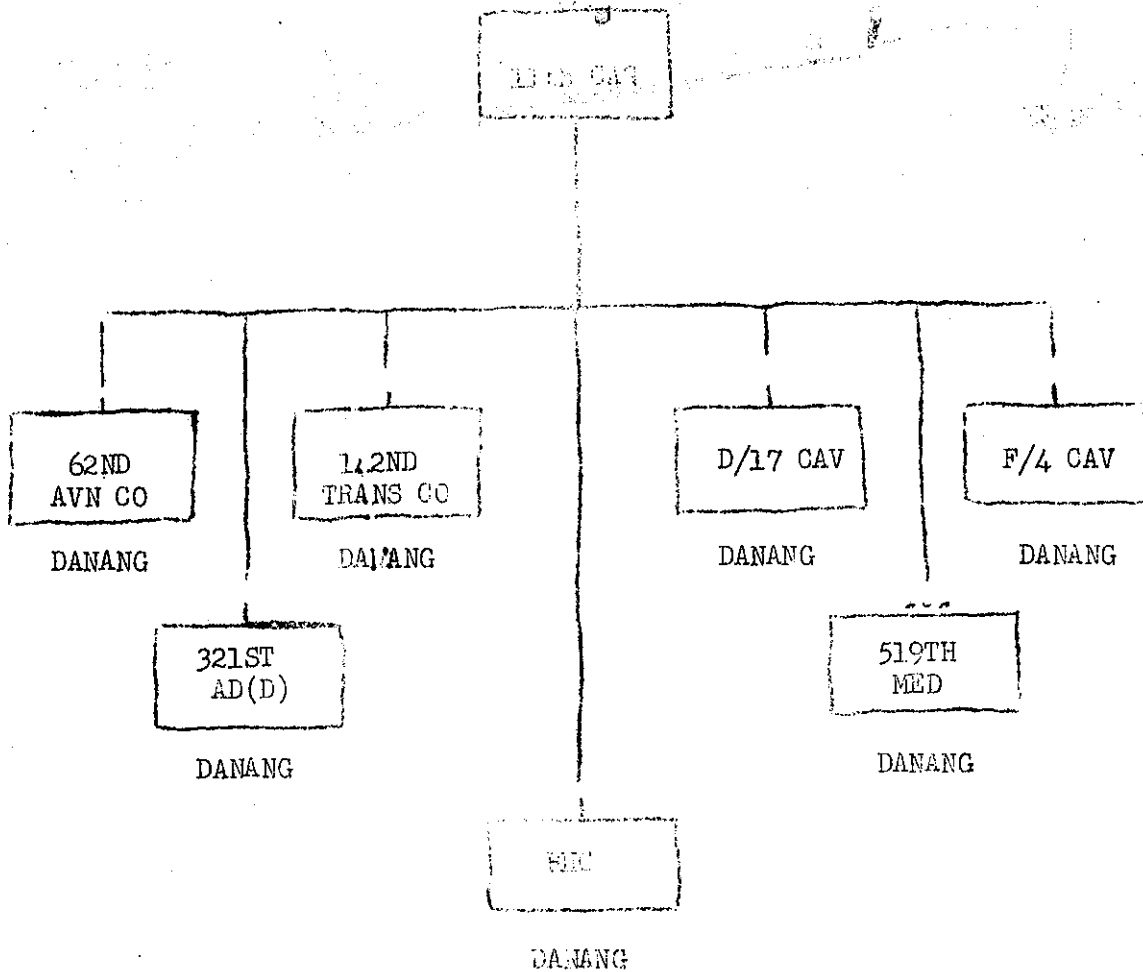 62ND
AVN CO
DANANG
TRANS CO
DANANG
D/17 CAV
DANANG
F/4 CAV
DANANG
321ST
AD(D)
DANANG
519TH
MED
DANANG
DANANG